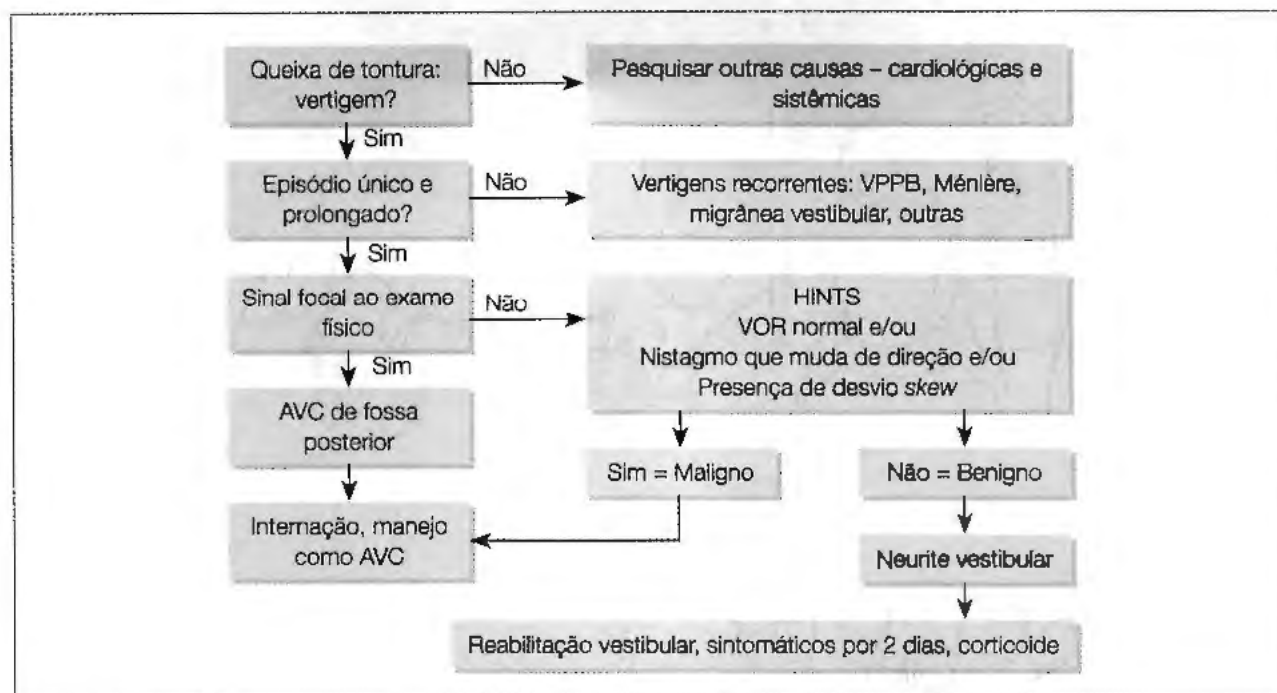 Queixa de tontura:
vertigem?
Não
Pesquisar outras causas – cardiológicas e
sistêmicas
Sim
Episódio único e
prolongado?
Não
Vertigens recorrentes: VPPB, Ménière,
migrânea vestibular, outras
Sim
Sinal focal ao examo
físico
Não
HINTS
VOR normal e/ou
Nistagmo que muda de direção e/ou
Presença de desvio skew
Sim
AVC de fossa
posterior
Sim = Maligno
Não = Benigno
Internação, manejo
como AVC
Neurite vestibular
Reabilitação vestibular, sintomáticos por 2 dias, corticoide